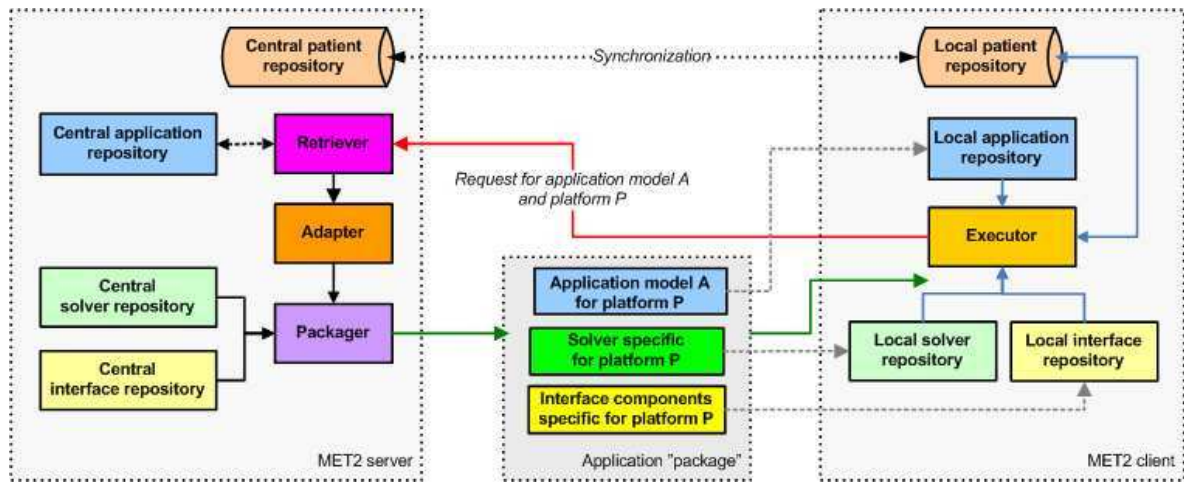 Central patient
repository
Synchronization
Local patient
repository
Central application
repository
Retriever
Local application
repository
Request for application model A
and platform P
Adapter
Executor
Central
solver repository
Application model A
for platform P
Packager
Solver specific
for platform P
Local solver
repository
Local interface
repository
Central
interface repository
Interface components
specific for platform P
MET2 server
Application "package"
MET2 client